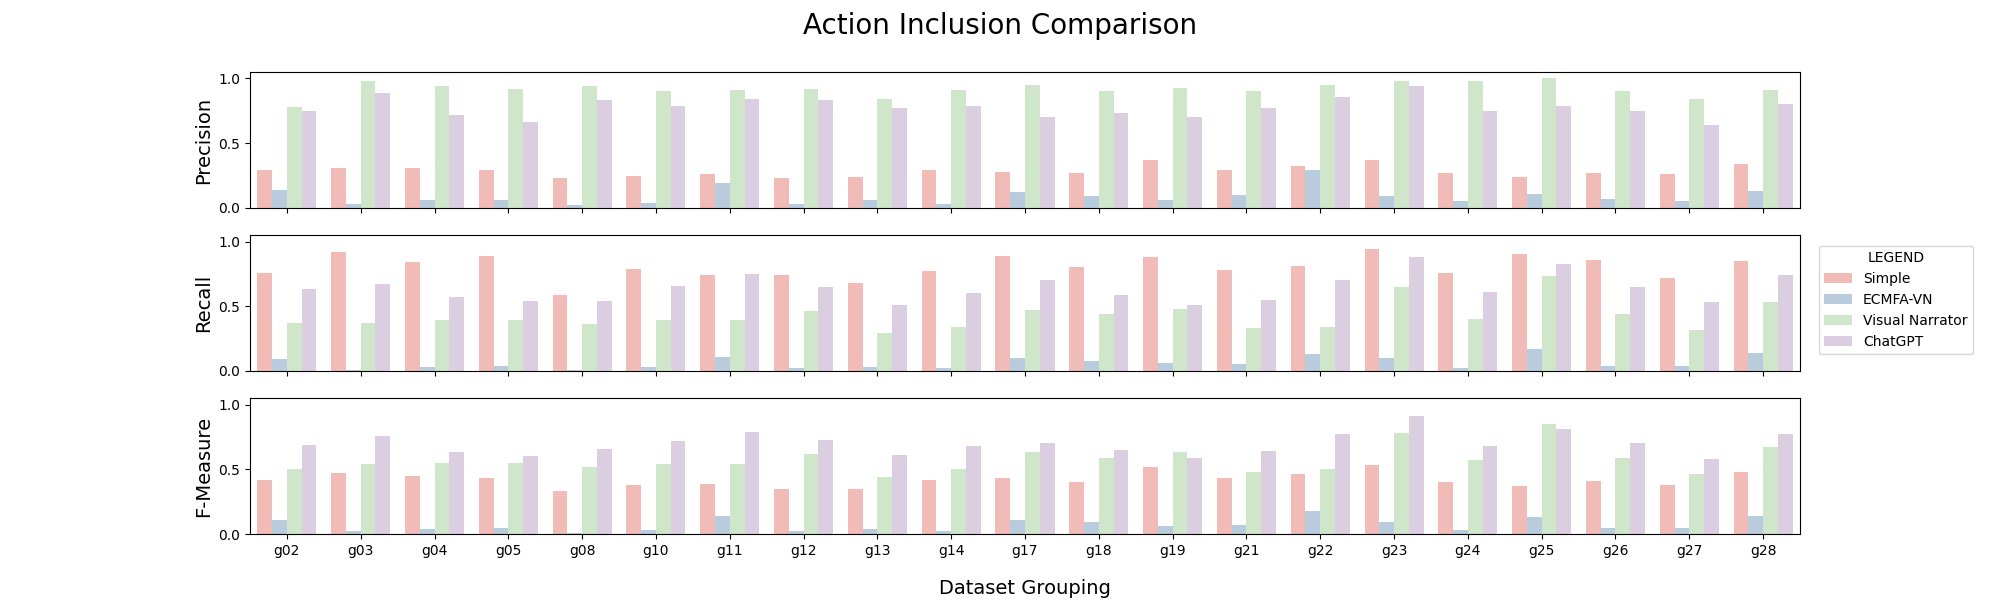 Action Inclusion Comparison
Precision
1.0
0.5
0.0
Recall
1.0
0.5
0.0
LEGEND
Simple
ECMFA-VN
Visual Narrator
ChatGPT
F-Measure
1.0
0.5
0.0
g02 g03 g04 g05 g08 g10 g11 g12 g13 g14 g17 g18 g19 g21 g22 g23 g24 g25 g26 g27 g28
Dataset Grouping